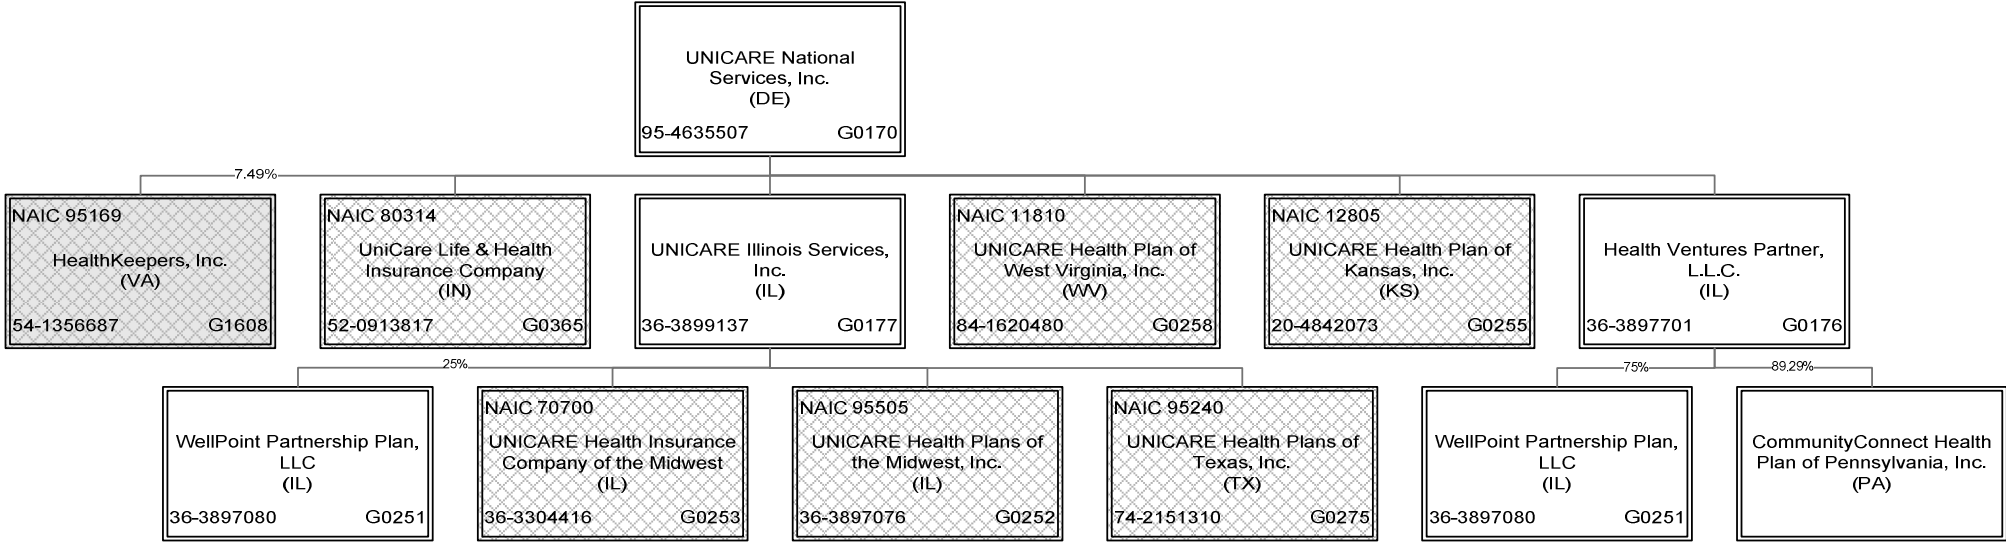 UNICARE National
Services, Inc.
(DE)
95-4635507 G0170
7.49%
NAIC 95169
HealthKeepers, Inc.
(VA)
54-1356687 G1608
NAIC 80314
UniCare Life & Health
Insurance Company
(IN)
52-0913817 G0365
UNICARE Illinois Services,
Inc.
(IL)
36-3899137 G0177
NAIC 11810
UNICARE Health Plan of
West Virginia, Inc.
(WV)
84-1620480 G0258
NAIC 12805
UNICARE Health Plan of
Kansas, Inc.
(KS)
20-4842073 G0255
Health Ventures Partner,
L.L.C.
(IL)
36-3897701 G0176
25%
75%
89.29%
WellPoint Partnership Plan,
LLC
(IL)
36-3897080 G0251
NAIC 70700
UNICARE Health Insurance
Company of the Midwest
(IL)
36-3304416 G0253
NAIC 95505
UNICARE Health Plans of
the Midwest, Inc.
(IL)
36-3897076 G0252
NAIC 95240
UNICARE Health Plans of
Texas, Inc.
(TX)
74-2151310 G0275
WellPoint Partnership Plan,
LLC
(IL)
36-3897080 G0251
CommunityConnect Health
Plan of Pennsylvania, Inc.
(PA)